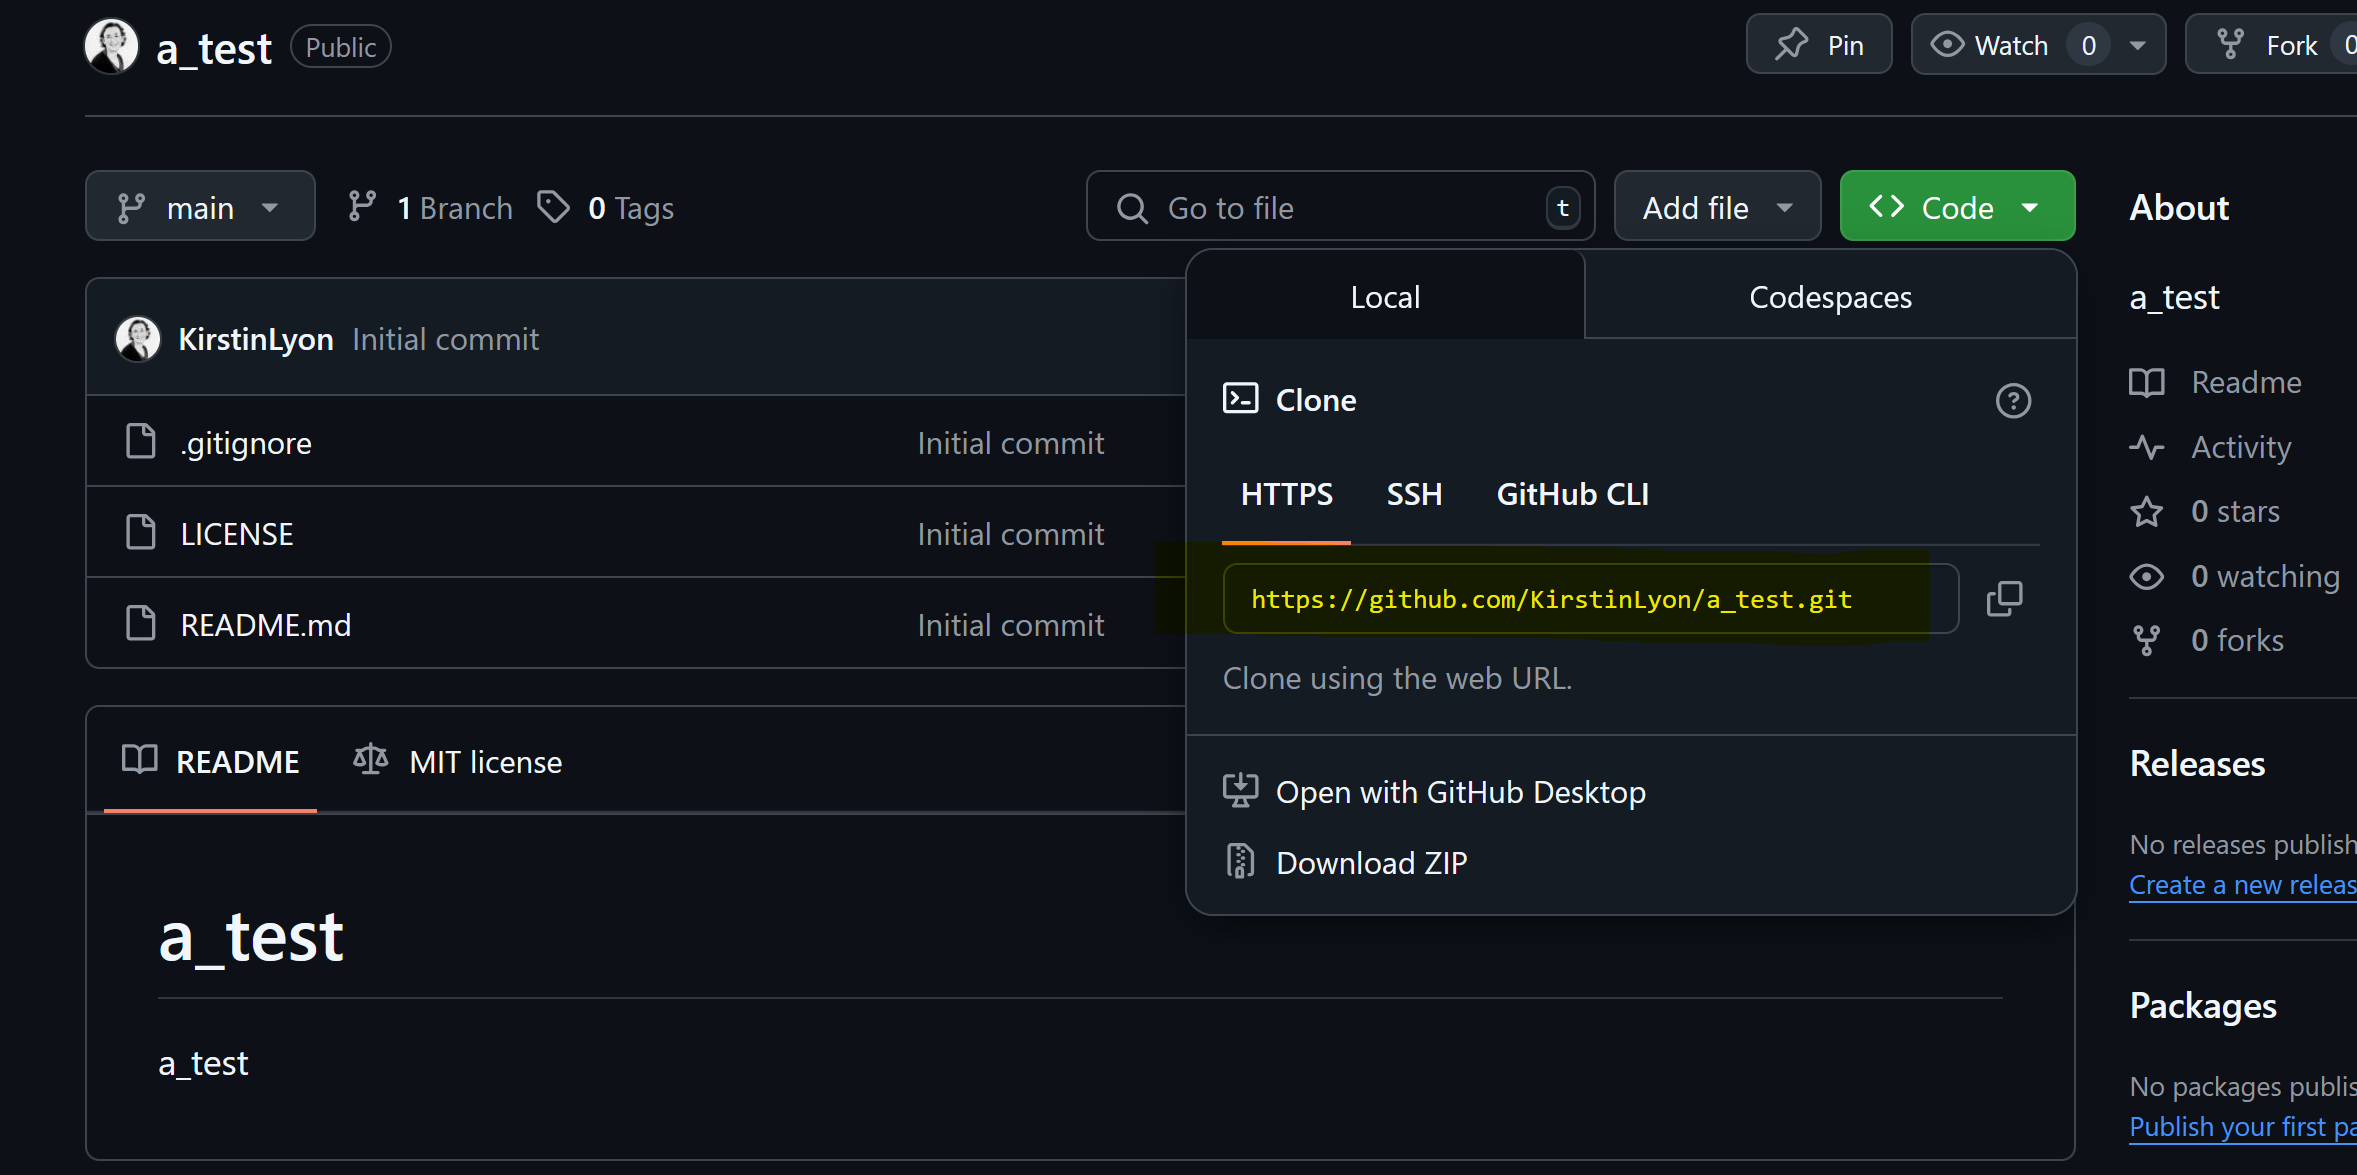 a_test Public
Pin Watch 0 Fork 0
main 1 Branch 0 Tags Go to file t Add file Code
Local Codespaces
KirstinLyon Initial commit
.gitignore Initial commit
LICENSE Initial commit
README.md Initial commit
Clone
HTTPS SSH GitHub CLI
https://github.com/KirstinLyon/a_test.git
Clone using the web URL.
Open with GitHub Desktop
Download ZIP
README MIT license
a_test
a_test
About
a_test
Readme
Activity
0 stars
0 watching
0 forks
Releases
No releases publish
Create a new releas
Packages
No packages publis
Publish your first pa